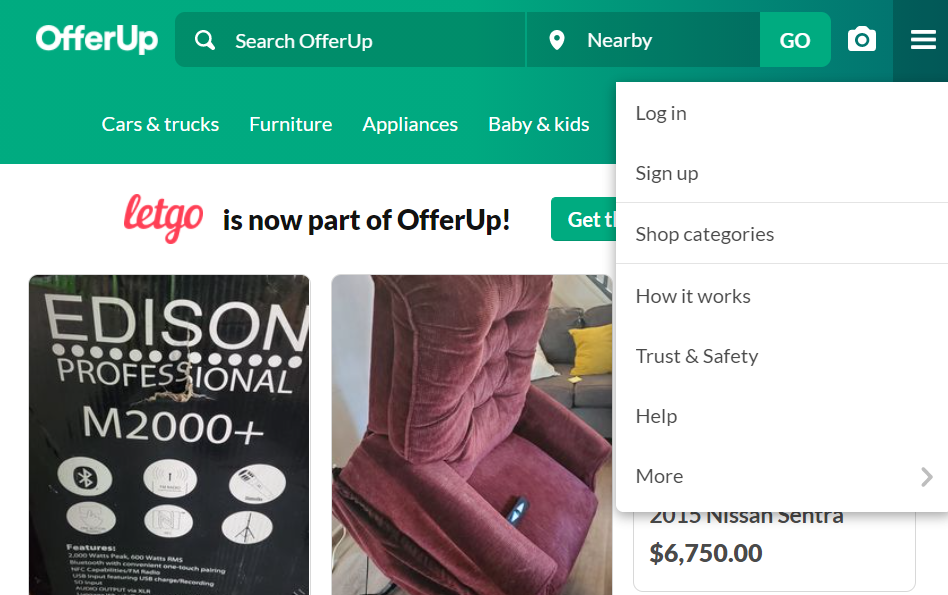 OfferUp
Search OfferUp
Nearby
GO
Cars & trucks
Furniture
Appliances
Baby & kids
Log in
Sign up
Shop categories
How it works
Trust & Safety
Help
More
letgo is now part of OfferUp!
Get th
EDISON
PROFESSIONAL
M2000+
FM RADIO
NFC
Features:
2,000 Watts Peak, 600 Watts RMS
Bluetooth with convenient one-touch pairing
NFC Capabilities/FM Radio
USB Input featuring USB charge/Recording
SD Input
AUDIO OUTPUT via XLR
2015 Nissan Sentra
$6,750.00